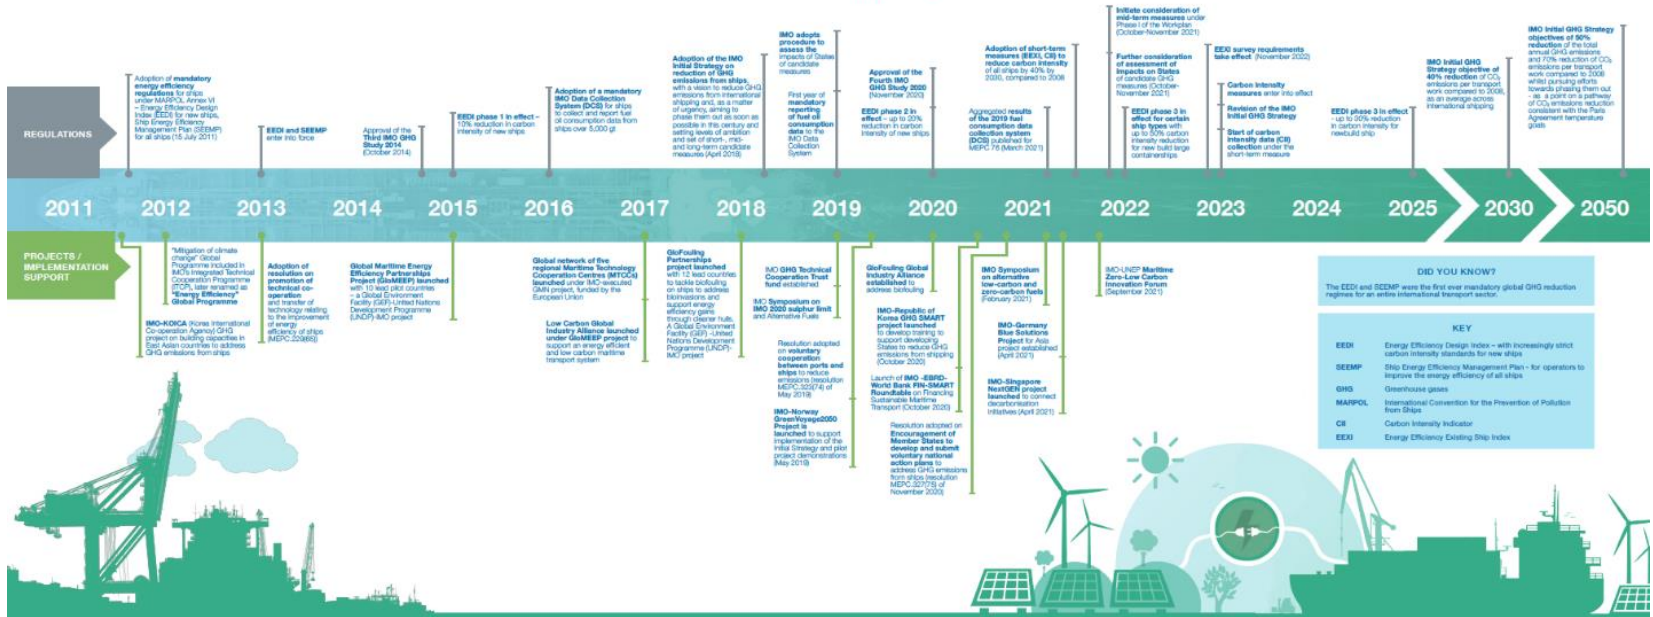 REGULATIONS
Adoption of mandatory
energy efficiency
regulations for ships
under MARPOL Annex VI
– Energy Efficiency Design
Index (EEDI) for new ships,
Ship Energy Efficiency
Management Plan (SEEMP)
for all ships (15 July 2011)
EEDI and SEEMP
enter into force
Approval of the
Third IMO GHG
Study 2014
(October 2014)
EEDI phase 1 in effect –
10% reduction in carbon
intensity of new ships
Adoption of a mandatory
IMO Data Collection
System (DCS) for ships
to collect and report fuel
oil consumption data from
ships over 5,000 gt
Adoption of the IMO
Initial Strategy on
reduction of GHG
emissions from ships,
with a vision to reduce GHG
emissions from international
shipping and, as a matter
of urgency, aiming to
phase them out as soon as
possible in this century and
setting levels of ambition
and set of short-, mid-
and long-term candidate
measures (April 2018)
IMO adopts
procedure to
assess the
impacts of States
of candidate
measures
First year of
mandatory
reporting
of fuel oil
consumption
data to the
IMO Data
Collection
System
Approval of the
Fourth IMO
GHG Study 2020
(November 2020)
EEDI phase 2 in
effect – up to 20%
reduction in carbon
intensity of new ships
Adoption of short-term
measures (EEXI, CII) to
reduce carbon intensity
of all ships by 40% by
2030, compared to 2008
Aggregated results
of the 2019 fuel
consumption data
collection system
(DCS) published for
MEPC 76 (March 2021)
Initiate consideration of
mid-term measures under
Phase I of the Workplan
(October-November 2021)
Further consideration
of assessment of
impacts on States
of candidate GHG
measures (October-
November 2021)
EEDI phase 3 in
effect for certain
ship types with
up to 50% carbon
intensity reduction
for new build large
containerships
EEXI survey requirements
take effect (November 2022)
Carbon intensity
measures enter into effect
Revision of the IMO
Initial GHG Strategy
Start of carbon
intensity data (CII)
collection under the
short-term measure
EEDI phase 3 in effect
– up to 30% reduction
in carbon intensity for
newbuild ship
IMO Initial GHG
Strategy objective of
40% reduction of CO₂
emissions per transport
work compared to 2008,
as an average across
international shipping
IMO Initial GHG Strategy
objectives of 50%
reduction of the total
annual GHG emissions
and 70% reduction of CO₂
emissions per transport
work compared to 2008
whilst pursuing efforts
towards phasing them out
- as a point on a pathway
of CO₂ emissions reduction
consistent with the Paris
Agreement temperature
goals
2011 2012 2013 2014 2015 2016 2017 2018 2019 2020 2021 2022 2023 2024 2025 2030 2050
PROJECTS /
IMPLEMENTATION
SUPPORT
IMO-KOICA (Korea International
Co-operation Agency) GHG
project on building capacities in
East Asian countries to address
GHG emissions from ships
"Mitigation of climate
change" Global
Programme included in
IMO's Integrated Technical
Cooperation Programme
(ITCP), later renamed as
"Energy Efficiency"
Global Programme
Adoption of
resolution on
promotion of
technical co-
operation
and transfer of
technology relating
to the improvement
of energy
efficiency of ships
(MEPC.229(65))
Global Maritime Energy
Efficiency Partnerships
Project (GloMEEP) launched
with 10 lead pilot countries
– a Global Environment
Facility (GEF)-United Nations
Development Programme
(UNDP)-IMO project
Global network of five
regional Maritime Technology
Cooperation Centres (MTCCs)
launched under IMO-executed
GMN project, funded by the
European Union
Low Carbon Global
Industry Alliance launched
under GloMEEP project to
support an energy efficient
and low carbon maritime
transport system
GloFouling
Partnerships
project launched
with 12 lead countries
to tackle biofouling
on ships to address
bioinvasions and
support energy
efficiency gains
through cleaner hulls.
A Global Environment
Facility (GEF) -United
Nations Development
Programme (UNDP)-
IMO project
IMO GHG Technical
Cooperation Trust
fund established
IMO Symposium on
IMO 2020 sulphur limit
and Alternative Fuels
Resolution adopted
on voluntary
cooperation
between ports and
ships to reduce
emissions (resolution
MEPC.323(74) of
May 2019)
IMO-Norway
GreenVoyage2050
Project is
launched to support
implementation of the
Initial Strategy and pilot
project demonstrations
(May 2019)
GloFouling Global
Industry Alliance
established to
address biofouling
IMO-Republic of
Korea GHG SMART
project launched
to develop training to
support developing
States to reduce GHG
emissions from shipping
(October 2020)
Launch of IMO -EBRD-
World Bank FIN-SMART
Roundtable on Financing
Sustainable Maritime
Transport (October 2020)
Resolution adopted on
Encouragement of
Member States to
develop and submit
voluntary national
action plans to
address GHG emissions
from ships (resolution
MEPC.327(75) of
November 2020)
IMO Symposium
on alternative
low-carbon and
zero-carbon fuels
(February 2021)
IMO-Germany
Blue Solutions
Project for Asia
project established
(April 2021)
IMO-Singapore
NextGEN project
launched to connect
decarbonisation
initiatives (April 2021)
IMO-UNEP Maritime
Zero-Low Carbon
Innovation Forum
(September 2021)
DID YOU KNOW?
The EEDI and SEEMP were the first ever mandatory global GHG reduction
regimes for an entire international transport sector.
KEY
EEDI Energy Efficiency Design Index – with increasingly strict
carbon intensity standards for new ships
SEEMP Ship Energy Efficiency Management Plan – for operators to
improve the energy efficiency of all ships
GHG Greenhouse gases
MARPOL International Convention for the Prevention of Pollution
from Ships
CII Carbon Intensity Indicator
EEXI Energy Efficiency Existing Ship Index